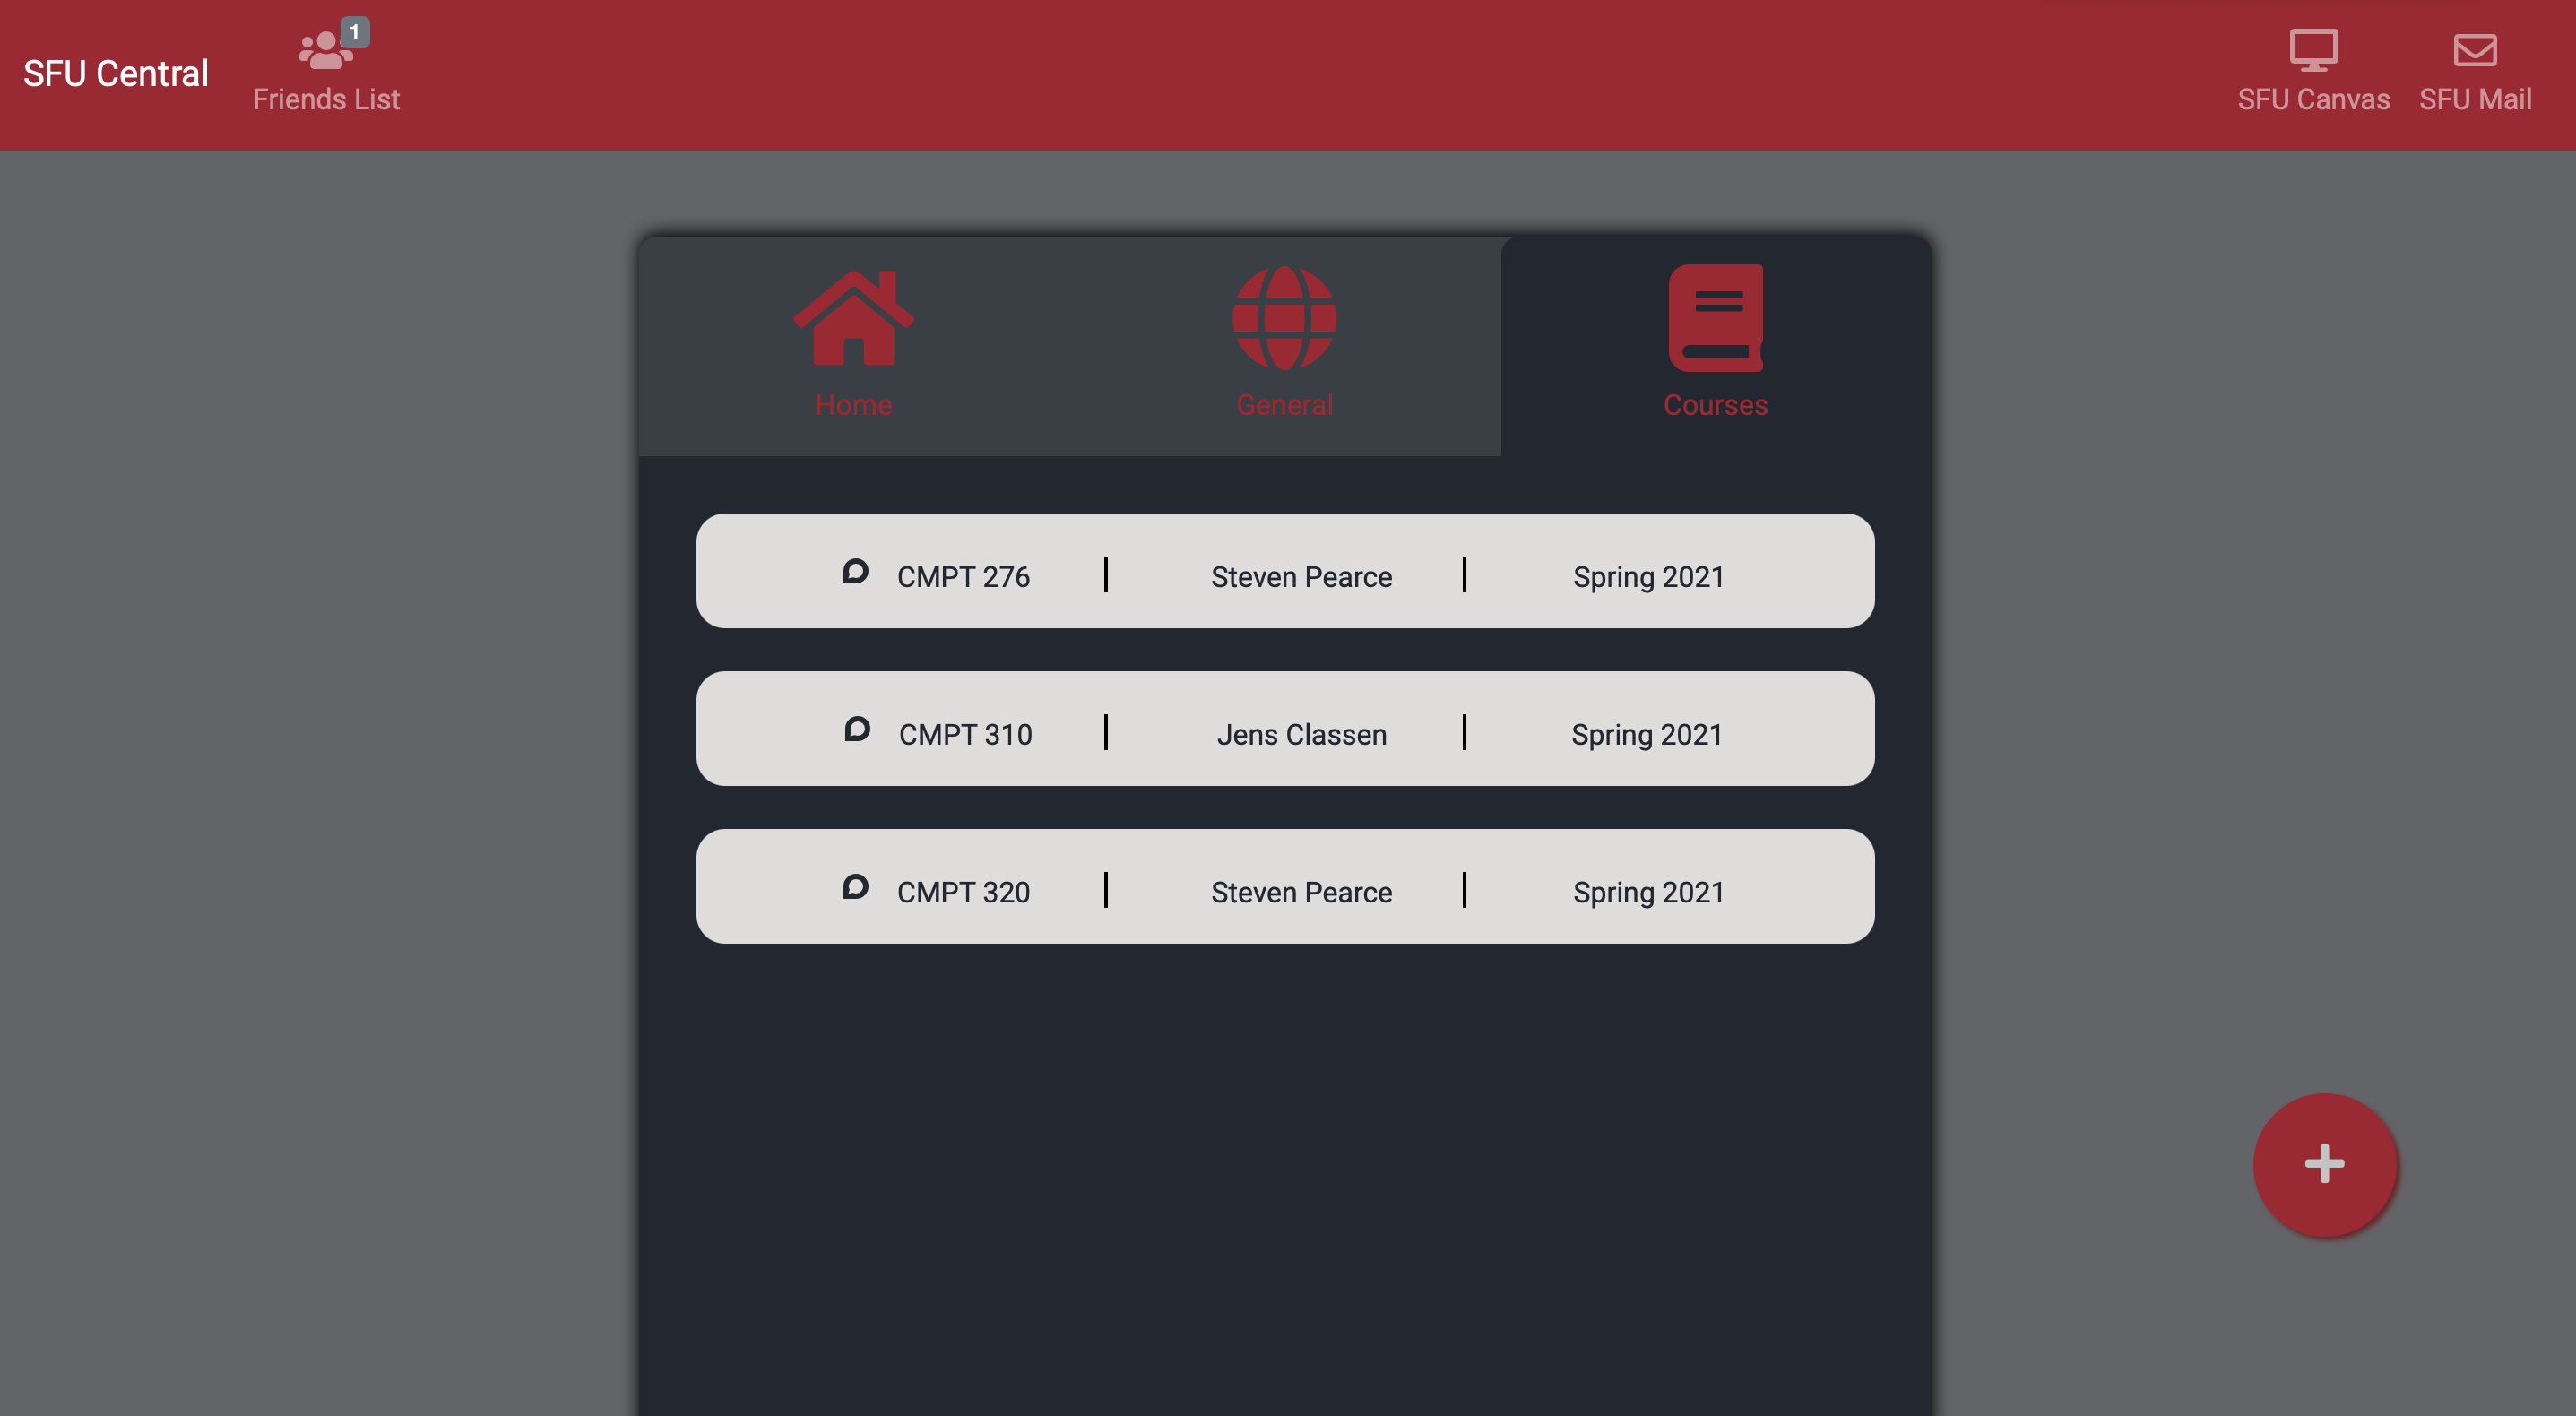 SFU Central
1
Friends List
SFU Canvas
SFU Mail
Home
General
Courses
CMPT 276 | Steven Pearce | Spring 2021
CMPT 310 | Jens Classen | Spring 2021
CMPT 320 | Steven Pearce | Spring 2021